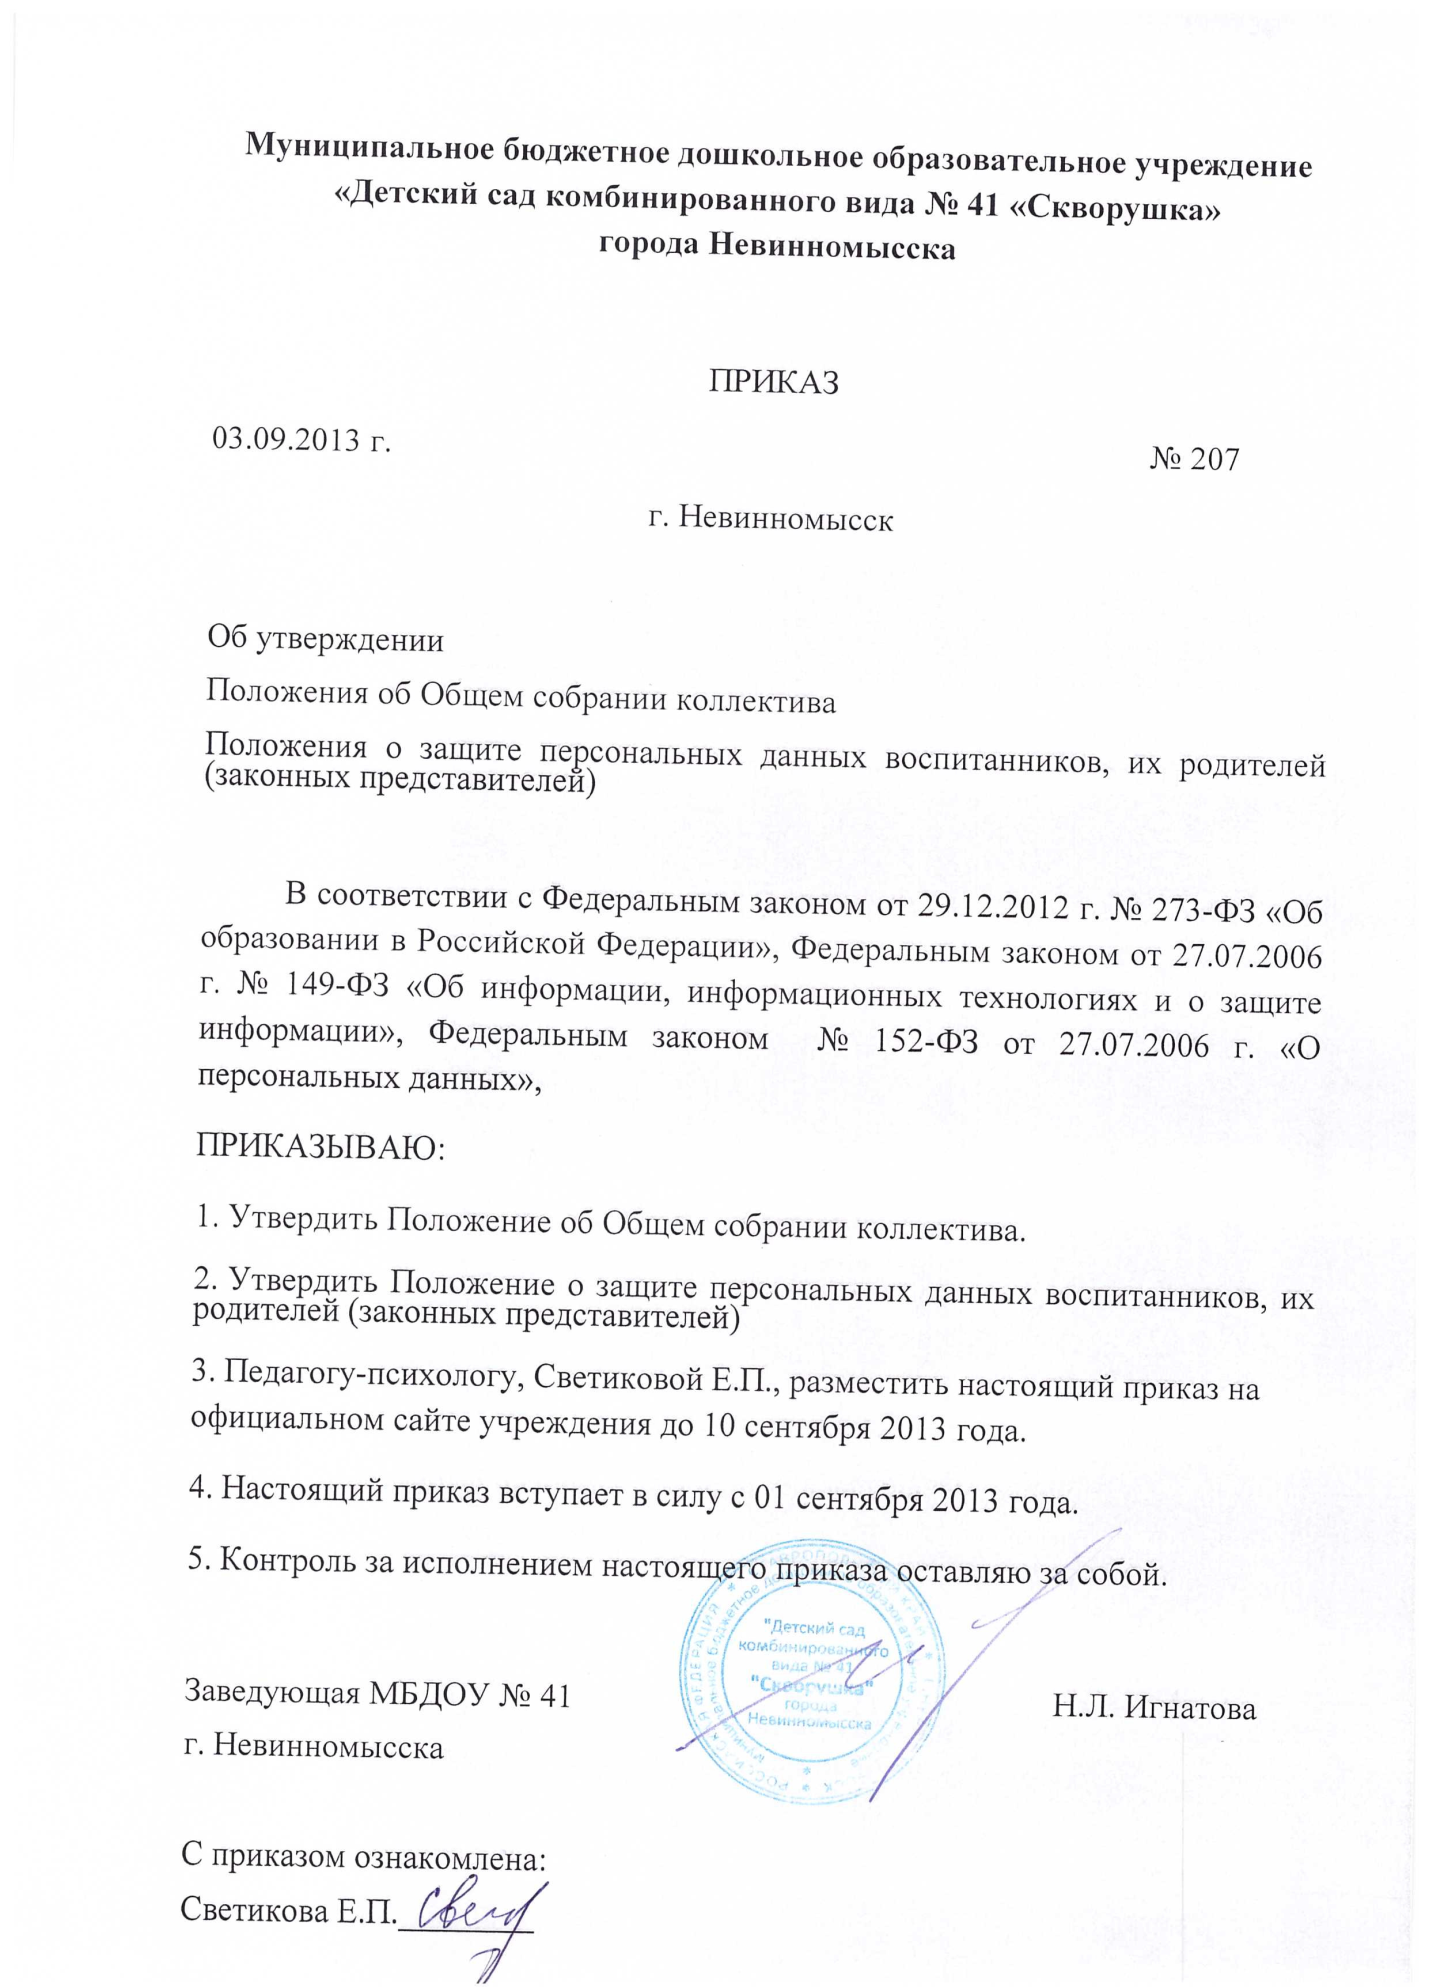 Муниципальное бюджетное дошкольное образовательное учреждение
«Детский сад комбинированного вида № 41 «Скворушка»
города Невинномысска
ПРИКАЗ
03.09.2013 г.
№ 207
г. Невинномысск
Об утверждении
Положения об Общем собрании коллектива
Положения о защите персональных данных воспитанников, их родителей
(законных представителей)
В соответствии с Федеральным законом от 29.12.2012 г. № 273-ФЗ «Об
образовании в Российской Федерации», Федеральным законом от 27.07.2006
г. № 149-ФЗ «Об информации, информационных технологиях и о защите
информации», Федеральным законом № 152-ФЗ от 27.07.2006 г. «О
персональных данных»,
ПРИКАЗЫВАЮ:
1. Утвердить Положение об Общем собрании коллектива.
2. Утвердить Положение о защите персональных данных воспитанников, их
родителей (законных представителей)
3. Педагогу-психологу, Светиковой Е.П., разместить настоящий приказ на
официальном сайте учреждения до 10 сентября 2013 года.
4. Настоящий приказ вступает в силу с 01 сентября 2013 года.
5. Контроль за исполнением настоящего приказа оставляю за собой.
"Детский сад
комбинированного
вида № 41
"Скворушка"
города
Невинномысска
Заведующая МБДОУ № 41
Н.Л. Игнатова
г. Невинномысска
С приказом ознакомлена:
Светикова Е.П.